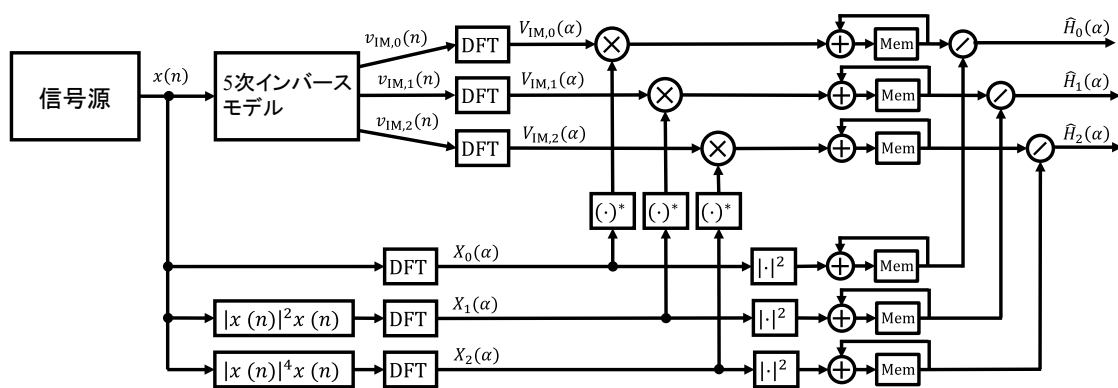 信号源
x(n)
5次インバース
モデル
v_IM,0(n)
v_IM,1(n)
v_IM,2(n)
DFT
DFT
DFT
V_IM,0(α)
V_IM,1(α)
V_IM,2(α)
×
×
×
+
+
+
Mem
Mem
Mem
Ĥ_0(α)
Ĥ_1(α)
Ĥ_2(α)
(·)*
(·)*
(·)*
DFT
X_0(α)
|·|²
+
Mem
|x(n)|²x(n)
DFT
X_1(α)
|·|²
+
Mem
|x(n)|⁴x(n)
DFT
X_2(α)
|·|²
+
Mem